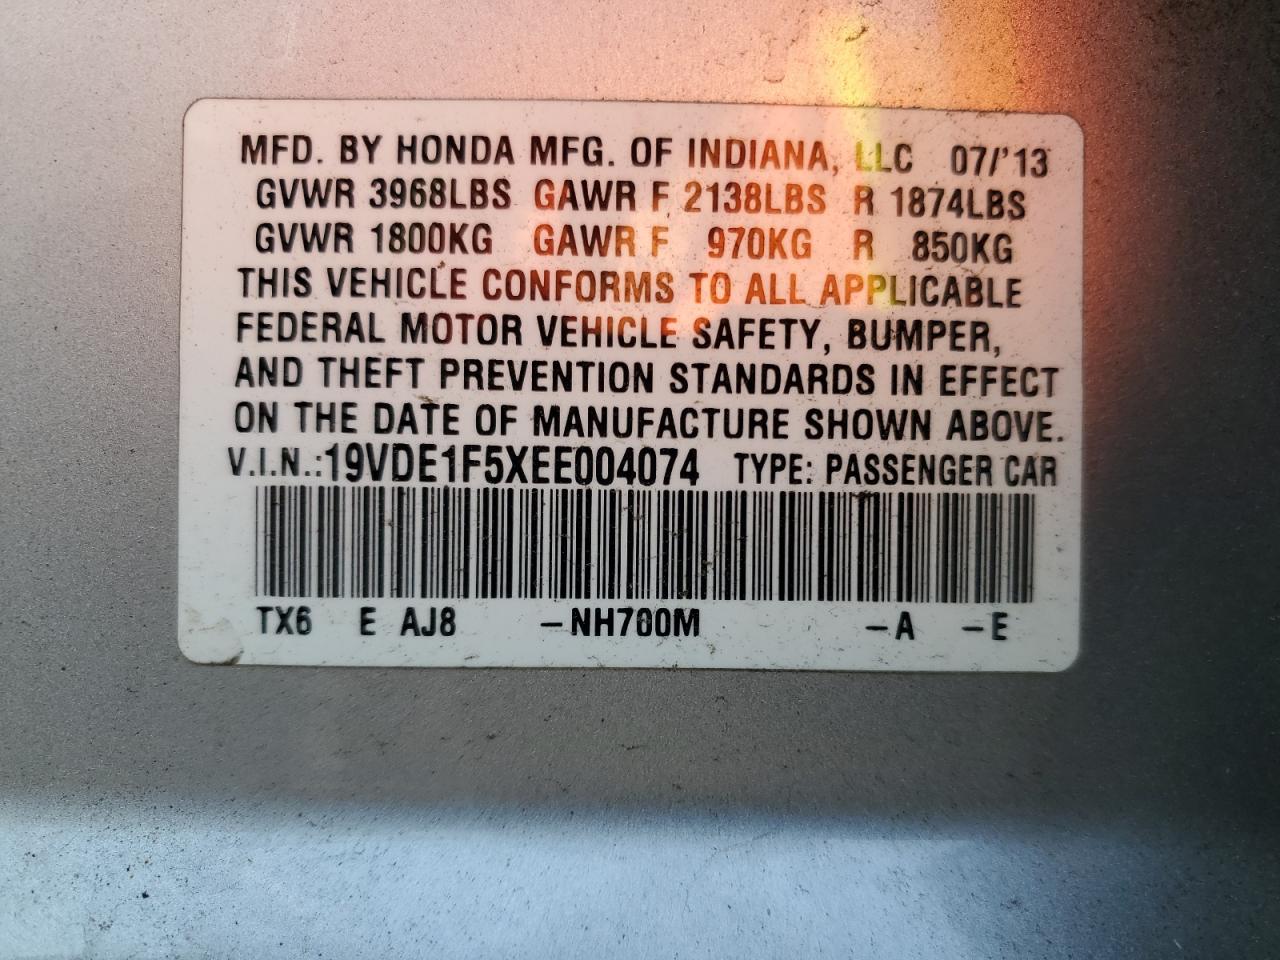 MFD. BY HONDA MFG. OF INDIANA, LLC 07/'13
GVWR 3968LBS GAWR F 2138LBS R 1874LBS
GVWR 1800KG GAWR F 970KG R 850KG
THIS VEHICLE CONFORMS TO ALL APPLICABLE
FEDERAL MOTOR VEHICLE SAFETY, BUMPER,
AND THEFT PREVENTION STANDARDS IN EFFECT
ON THE DATE OF MANUFACTURE SHOWN ABOVE.
V.I.N.:19VDE1F5XEE004074 TYPE: PASSENGER CAR
TX6 E AJ8 -NH700M -A -E